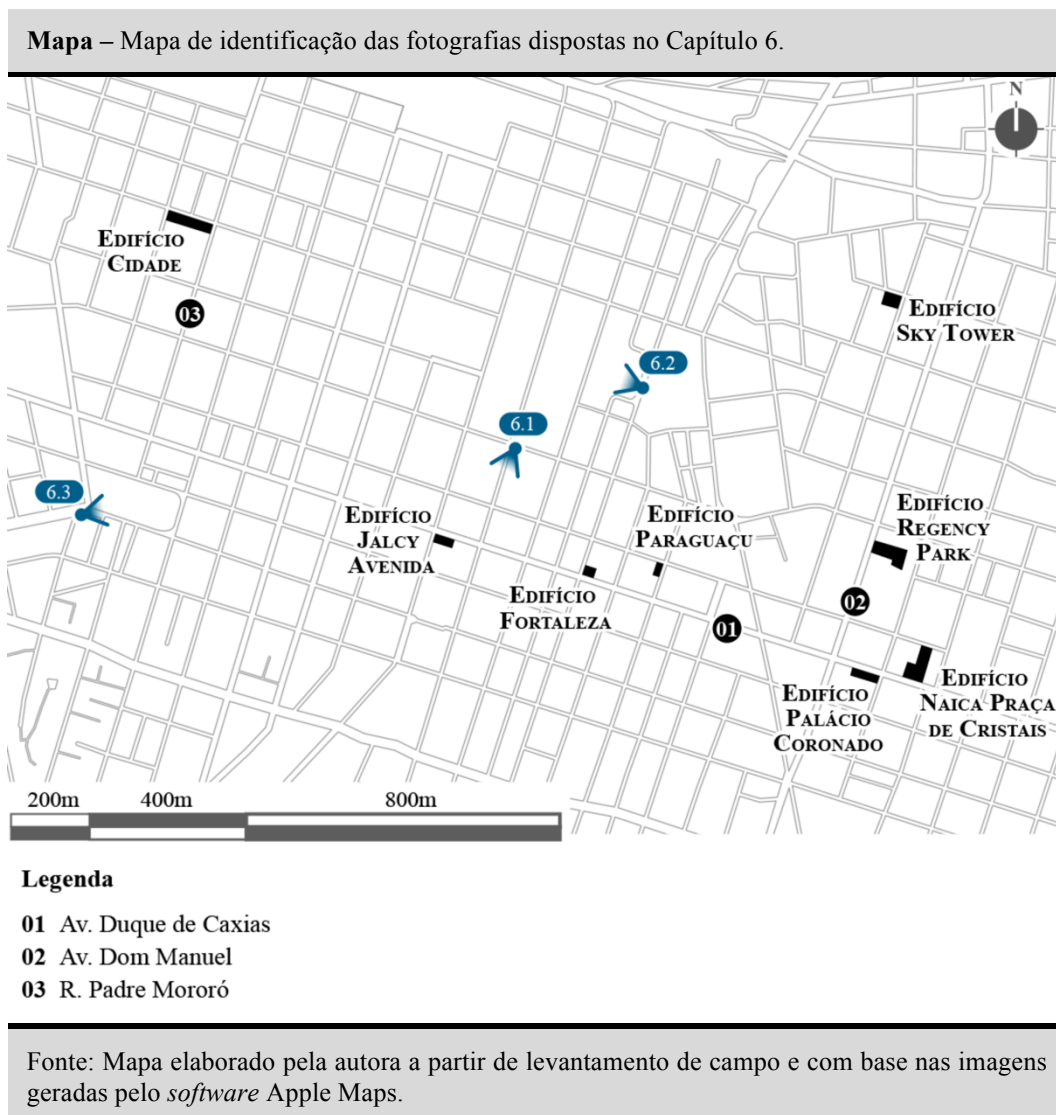 Mapa – Mapa de identificação das fotografias dispostas no Capítulo 6.
N
EDIFÍCIO
CIDADE
03
EDIFÍCIO
SKY TOWER
6.2
6.1
6.3
EDIFÍCIO
JALCY
AVENIDA
EDIFÍCIO
PARAGUAÇU
EDIFÍCIO
REGENCY
PARK
EDIFÍCIO
FORTALEZA
02
01
EDIFÍCIO
PALÁCIO
CORONADO
EDIFÍCIO
NAICA PRAÇA
DE CRISTAIS
200m 400m 800m
Legenda
01 Av. Duque de Caxias
02 Av. Dom Manuel
03 R. Padre Mororó
Fonte: Mapa elaborado pela autora a partir de levantamento de campo e com base nas imagens
geradas pelo software Apple Maps.